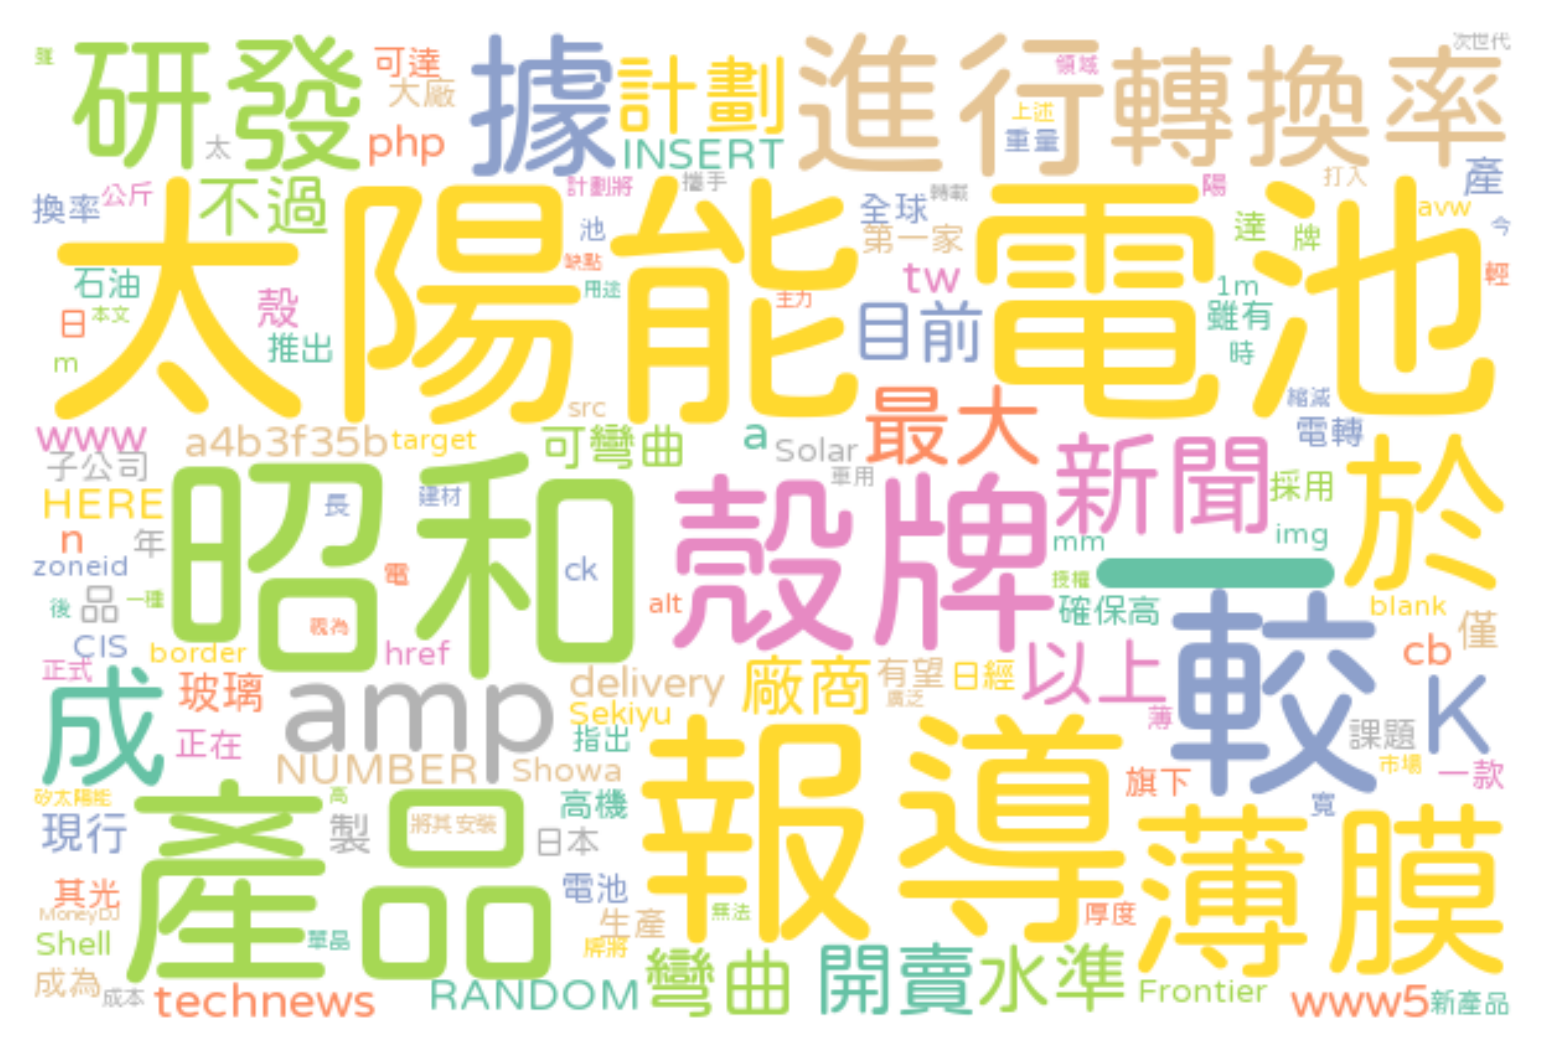 研發 據 計劃 進行 轉換率
強 可達 大廠 php 太 INSERT 領域 上述 重量 次世代
換率 公斤 不過 計劃將 攜手 池 全球 轉載 第一家 陽 打入 產
太陽能 電池
石油 日 本文 m 殼 推出 缺點 用途 主力 tw 目前 達 牌 1m 雖有 時 avw 今 輕
www a4b3f35b target src 可彎曲 a Solar 最大 縮減 電轉
子公司 HERE 長 建材 車用 新聞 採用 於
昭和 殼牌 一
n 年 zoneid 電 ck mm img
後 品 一種 親為 alt 授權 確保高 blank 僅
CIS border href 較 cb
正式 成 玻璃 amp delivery 廠商 有望 日經 以上 K
正在 Sekiyu 廣泛 薄 課題
NUMBER Showa 指出 報導 旗下 市場 一款
矽太陽能 高 產品 高機 薄膜 寬
現行 製 將其 安裝 日本
其光 MoneyDJ 電池 生產 無法 厚度
Shell 單晶 牌將
成為 成本 technews RANDOM 彎曲 開賣 水準 Frontier www5 新產品